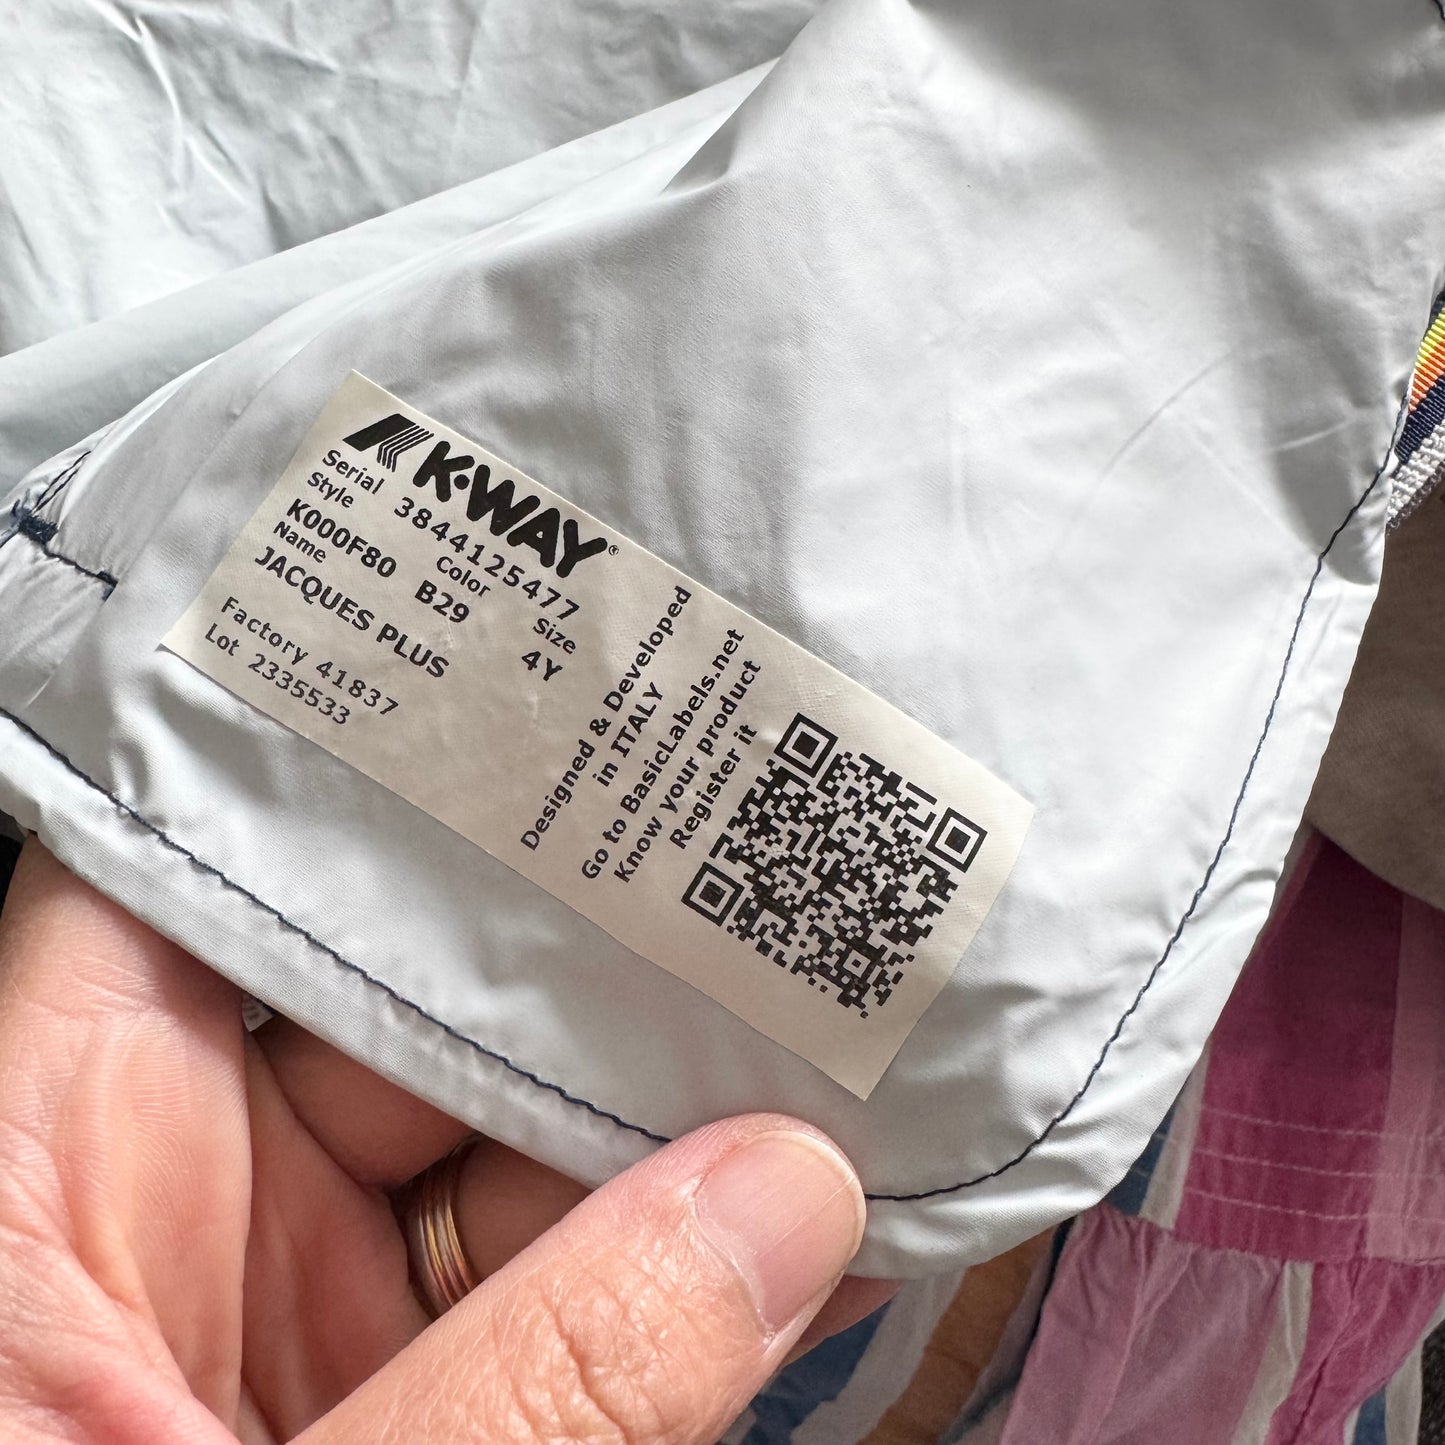 K·WAY®
Serial 3844125477
Style Color Size
K000F80 B29 4Y
Name
JACQUES PLUS
Factory 41837
Lot 2335533
Designed & Developed
in ITALY
Go to BasicLabels.net
Know your product
Register it